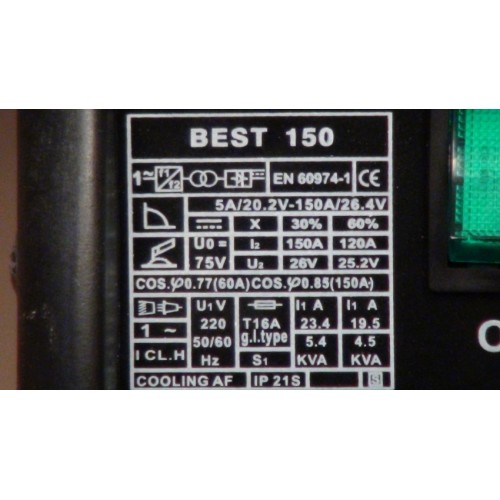 BEST 150
1~ f1 f2 EN 60974-1 CE
5A/20.2V-150A/26.4V
X 30% 60%
U0 = 75V I2 150A 120A
U2 26V 25.2V
COS.φ0.77(60A)COS.φ0.85(150A)
U1 V I1 A I1 A
1 ~ 220 T16A 23.4 19.5
50/60 g.l.type 5.4 4.5
I CL.H Hz S1 KVA KVA
COOLING AF IP 21S S